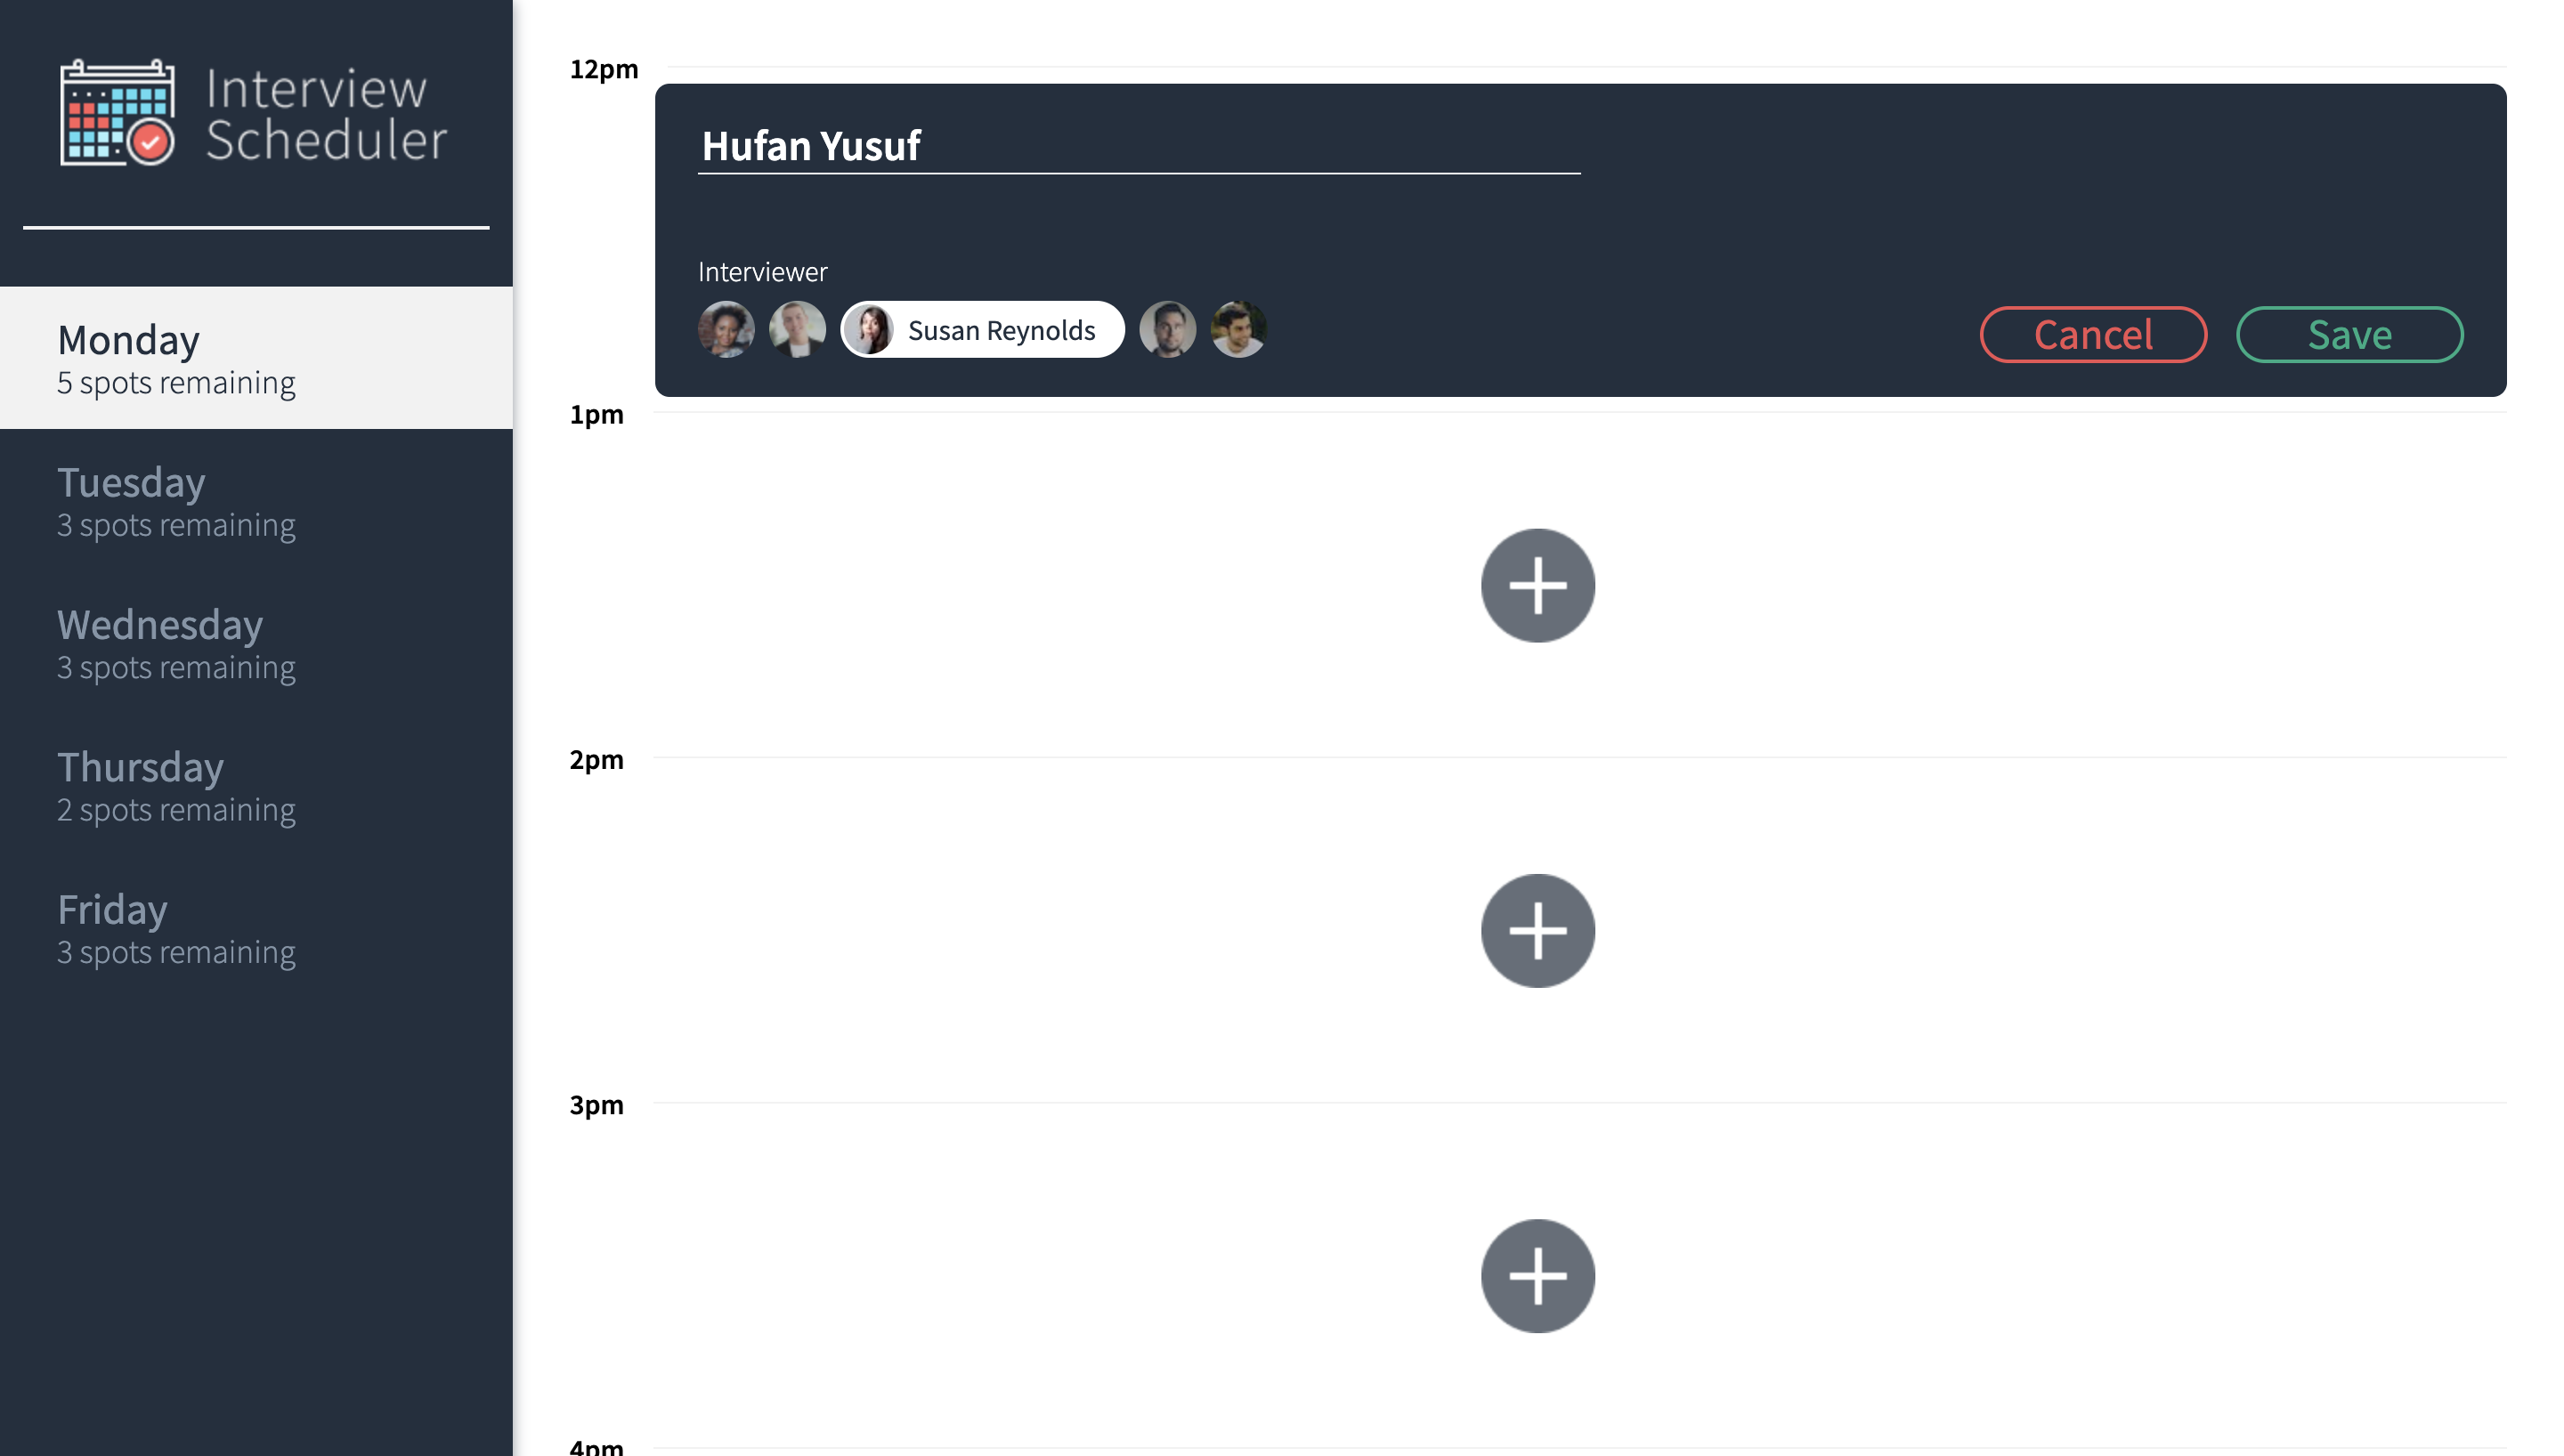 Interview
Scheduler
Monday
5 spots remaining
Tuesday
3 spots remaining
Wednesday
3 spots remaining
Thursday
2 spots remaining
Friday
3 spots remaining
12pm
Hufan Yusuf
Interviewer
Susan Reynolds
Cancel
Save
1pm
2pm
3pm
4pm